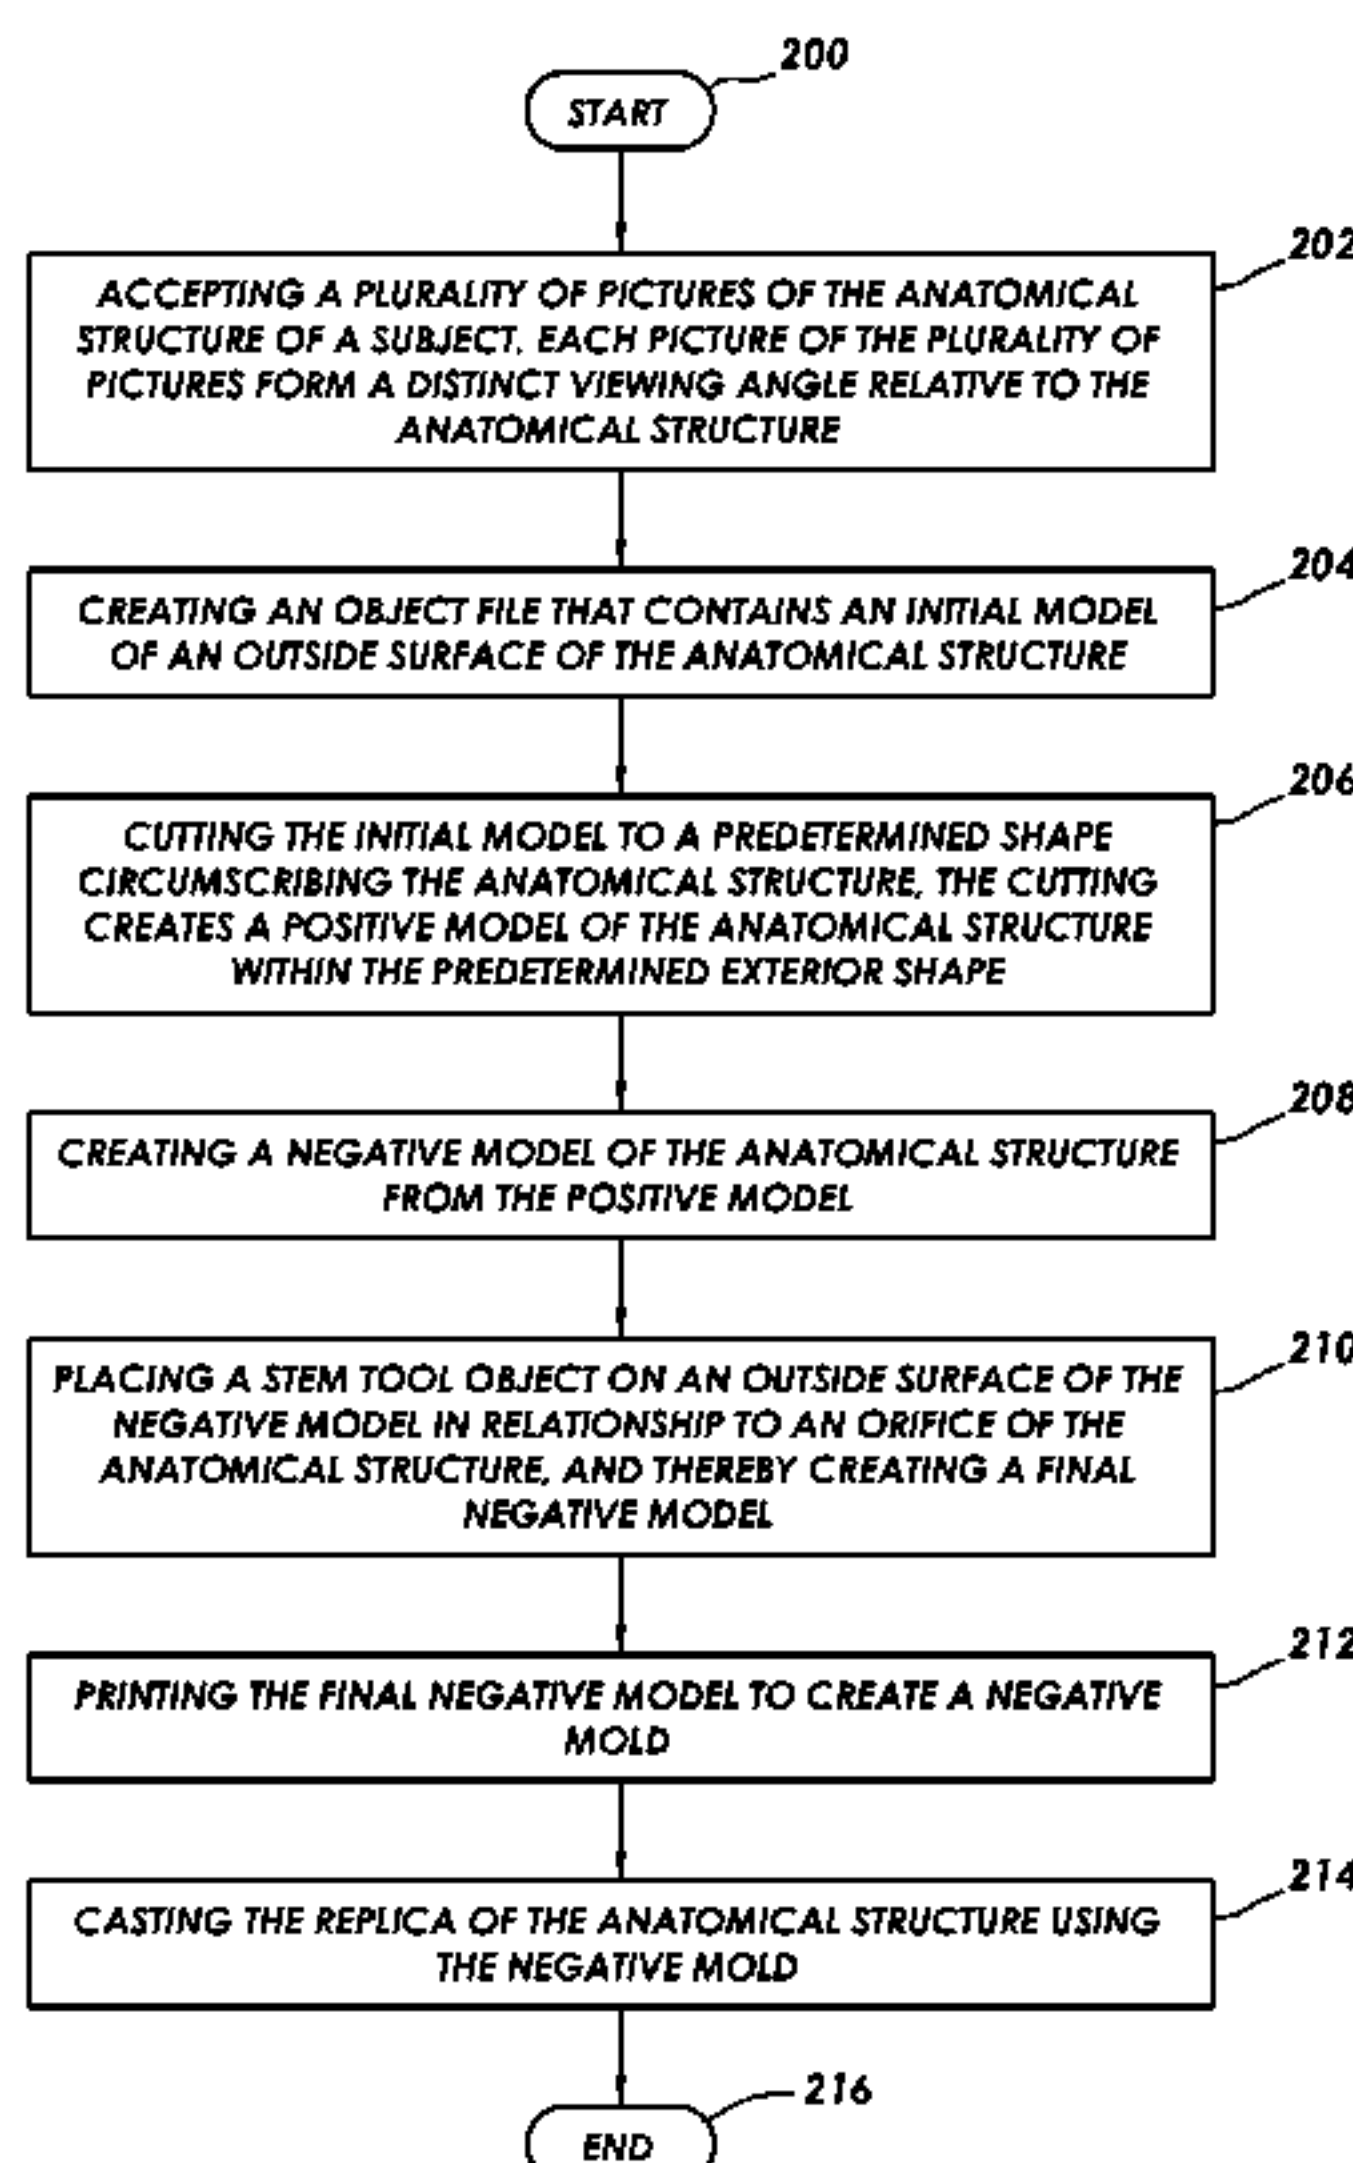 200
START
202
ACCEPTING A PLURALITY OF PICTURES OF THE ANATOMICAL
STRUCTURE OF A SUBJECT, EACH PICTURE OF THE PLURALITY OF
PICTURES FORM A DISTINCT VIEWING ANGLE RELATIVE TO THE
ANATOMICAL STRUCTURE
204
CREATING AN OBJECT FILE THAT CONTAINS AN INITIAL MODEL
OF AN OUTSIDE SURFACE OF THE ANATOMICAL STRUCTURE
206
CUTTING THE INITIAL MODEL TO A PREDETERMINED SHAPE
CIRCUMSCRIBING THE ANATOMICAL STRUCTURE, THE CUTTING
CREATES A POSITIVE MODEL OF THE ANATOMICAL STRUCTURE
WITHIN THE PREDETERMINED EXTERIOR SHAPE
208
CREATING A NEGATIVE MODEL OF THE ANATOMICAL STRUCTURE
FROM THE POSITIVE MODEL
210
PLACING A STEM TOOL OBJECT ON AN OUTSIDE SURFACE OF THE
NEGATIVE MODEL IN RELATIONSHIP TO AN ORIFICE OF THE
ANATOMICAL STRUCTURE, AND THEREBY CREATING A FINAL
NEGATIVE MODEL
212
PRINTING THE FINAL NEGATIVE MODEL TO CREATE A NEGATIVE
MOLD
214
CASTING THE REPLICA OF THE ANATOMICAL STRUCTURE USING
THE NEGATIVE MOLD
216
END